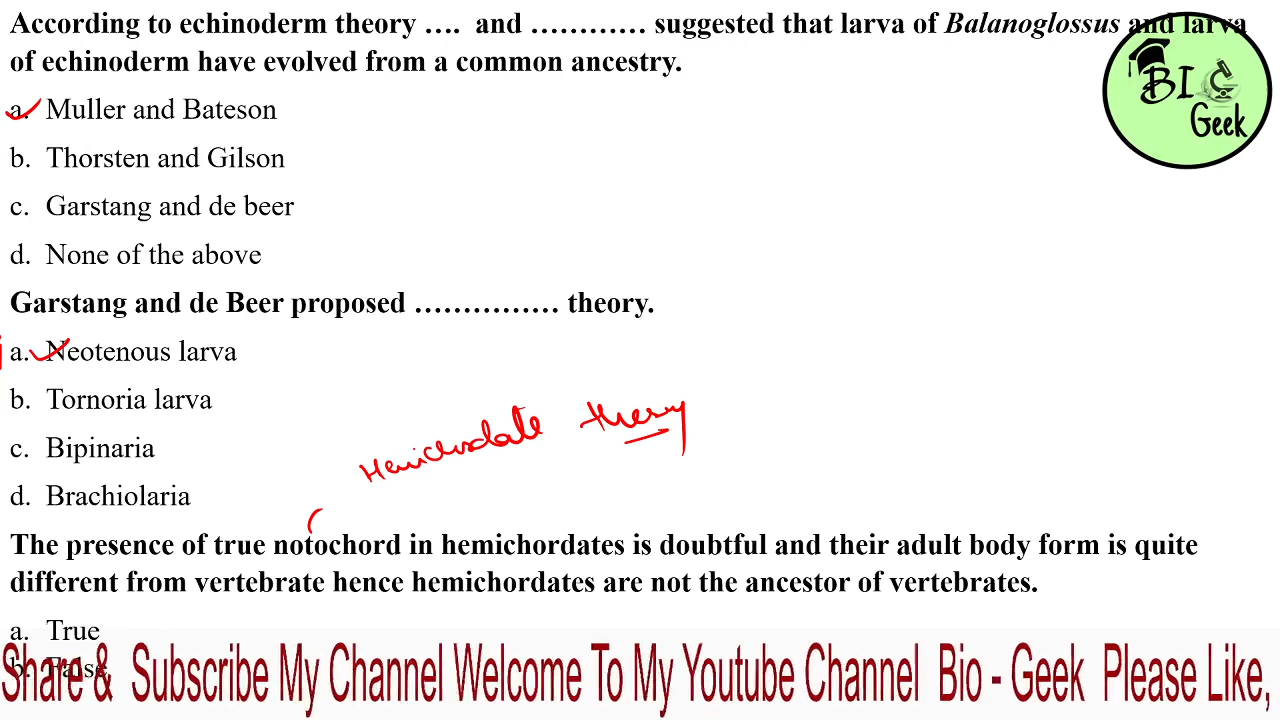 According to echinoderm theory …. and ………… suggested that larva of Balanoglossus and larva
of echinoderm have evolved from a common ancestry.
a. Muller and Bateson
b. Thorsten and Gilson
c. Garstang and de beer
d. None of the above
Garstang and de Beer proposed …………… theory.
a. Neotenous larva
b. Tornoria larva
c. Bipinaria
d. Brachiolaria
Hemichordate theory
The presence of true notochord in hemichordates is doubtful and their adult body form is quite
different from vertebrate hence hemichordates are not the ancestor of vertebrates.
a. True
b. False
Share & Subscribe My Channel Welcome To My Youtube Channel Bio - Geek Please Like,
BIO
Geek